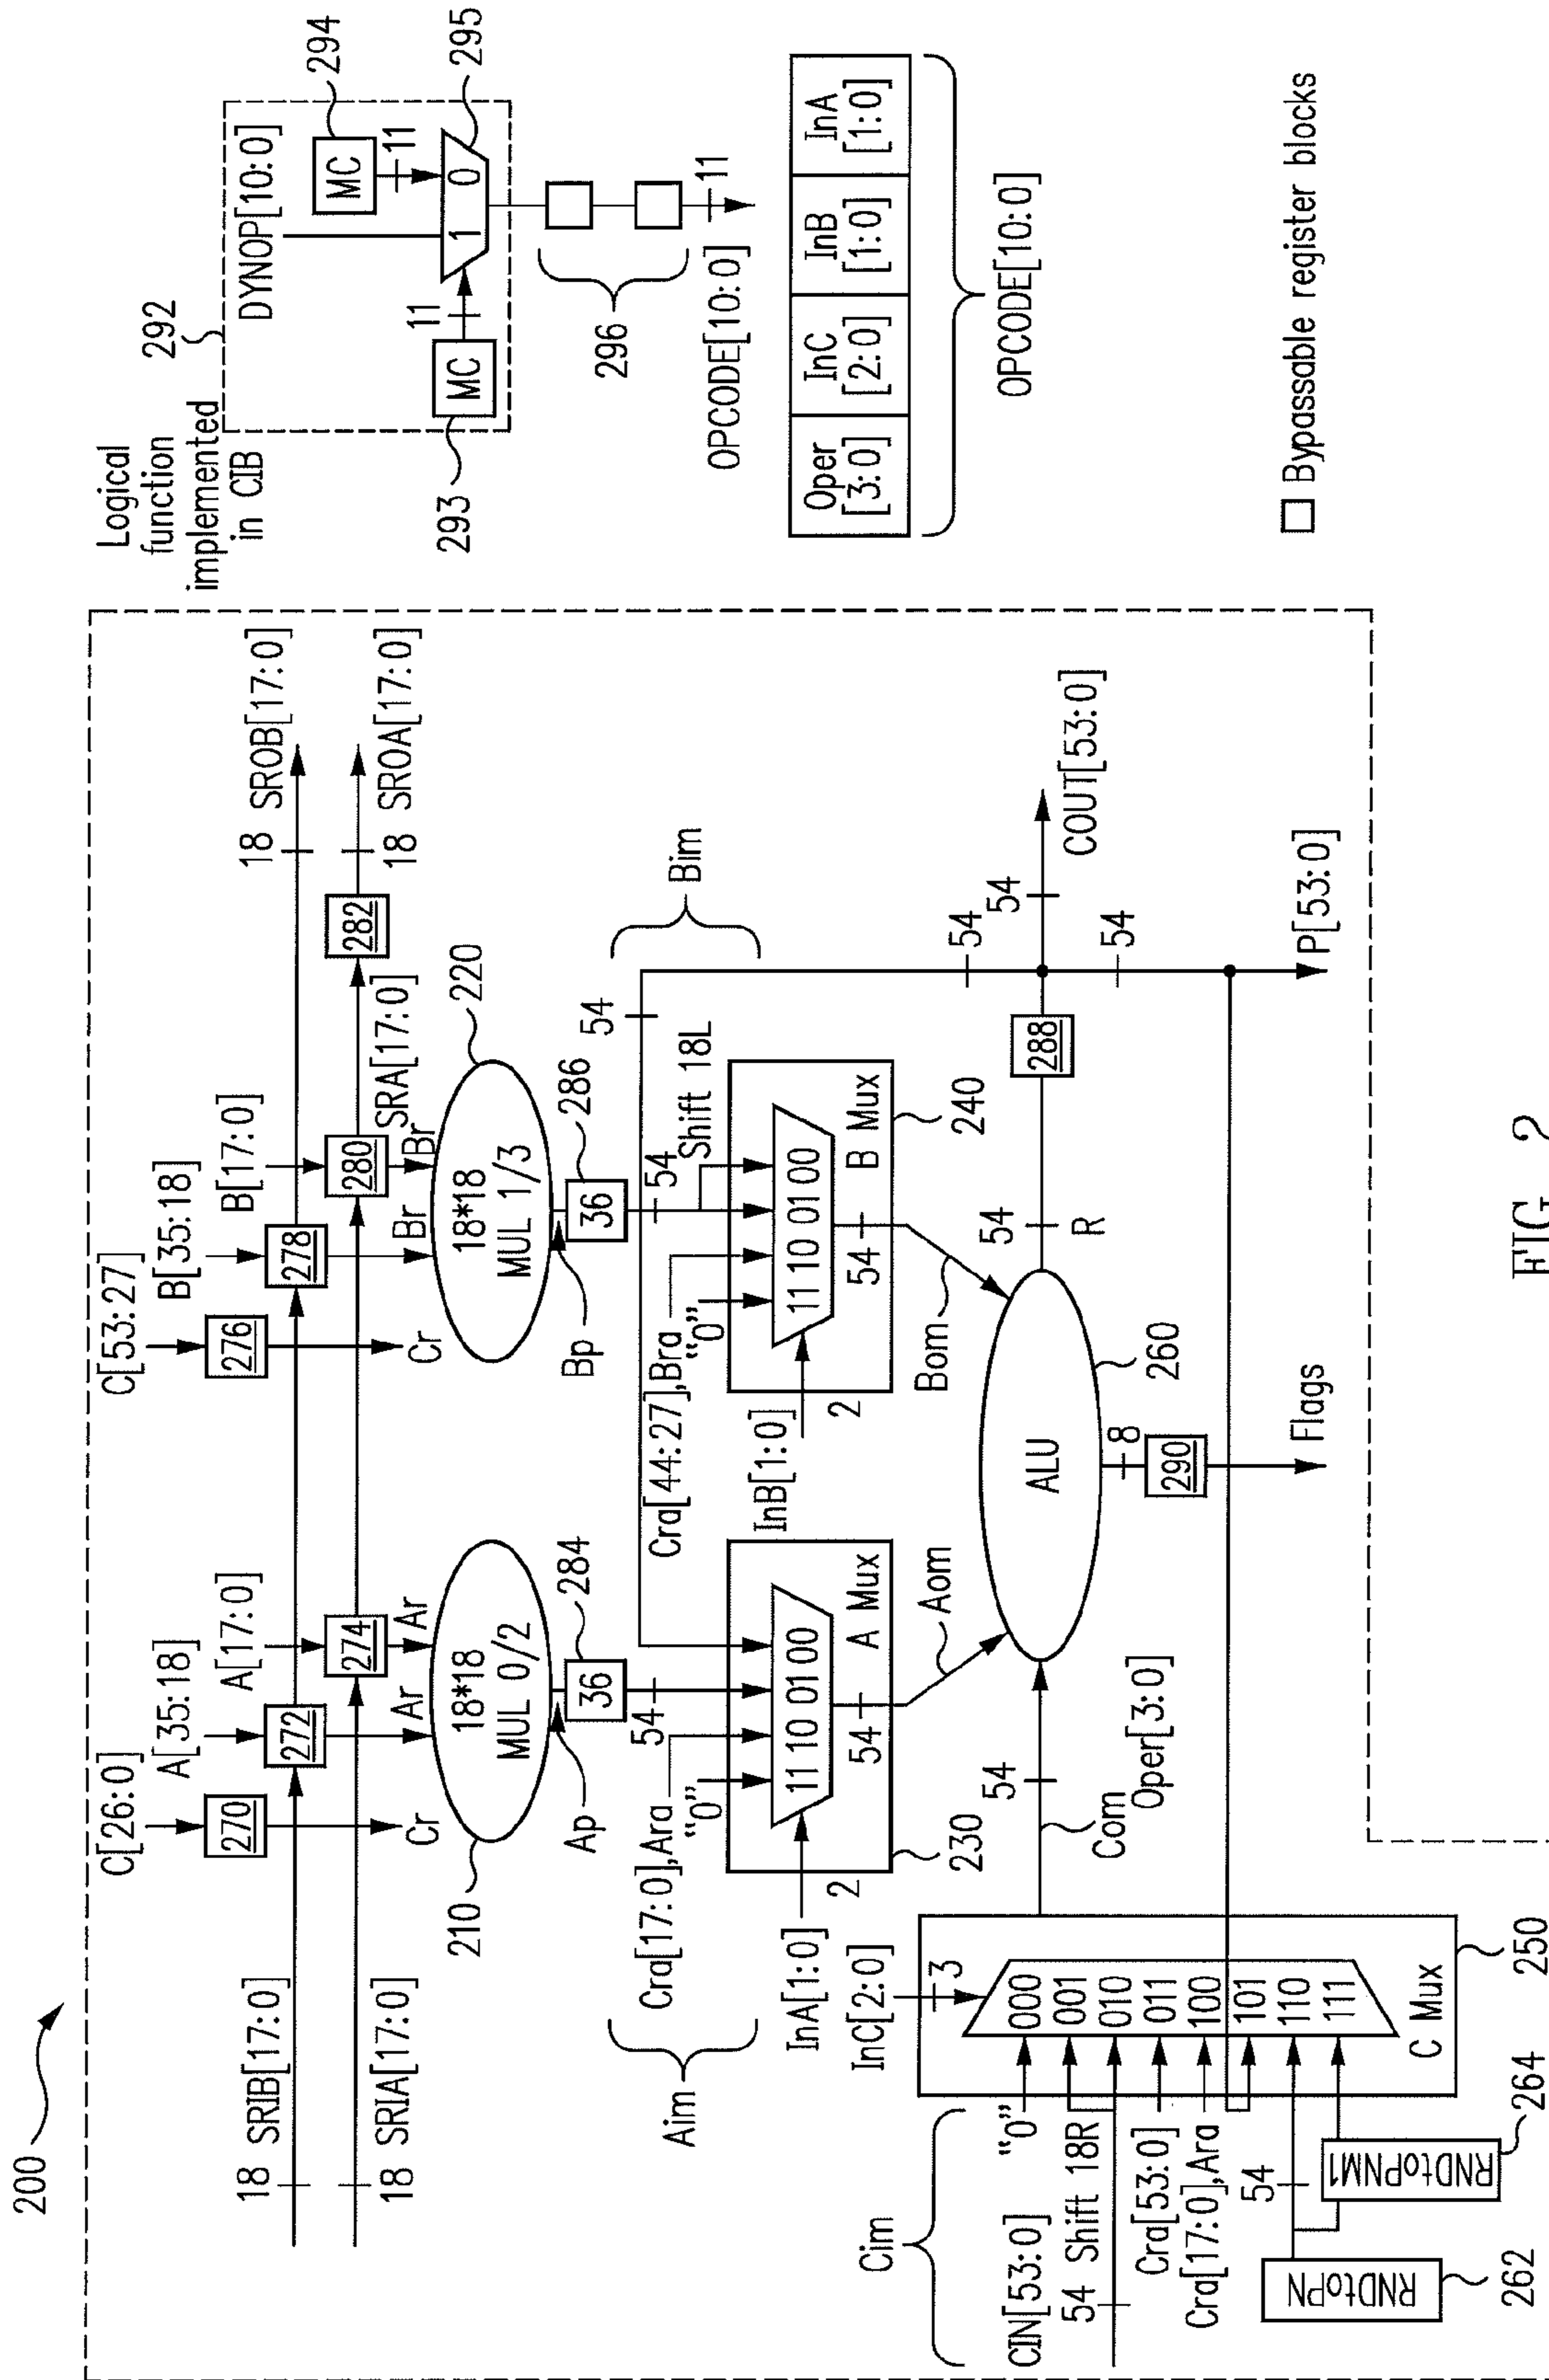 200
18 SRIB[17:0]
18 SRIA[17:0]
C[26:0]
A[35:18]
A[17:0]
C[53:27]
B[35:18]
B[17:0]
18 SROB[17:0]
18 SROA[17:0]
270
272
274
276
278
280
282
SRA[17:0]
Cr
Ar
Ar
Cr
Br
Br
18*18
MUL 0/2
210
18*18
MUL 1/3
220
Ap
36
284
Bp
36
286
54
54
Shift 18L
54
Aim
Bim
Cra[17:0],Ara
"0"
Cra[44:27],Bra
"0"
11 10 01 00
A Mux
54
InA[1:0]
2
230
11 10 01 00
B Mux
54
InB[1:0]
2
240
Aom
Bom
ALU
260
54
R
288
54
54
COUT[53:0]
54
P[53:0]
8
290
Flags
54
Com
Oper[3:0]
InC[2:0]
3
Cim
"0"
CIN[53:0]
54 Shift 18R
Cra[53:0]
Cra[17:0],Ara
54
000
001
010
011
100
101
110
111
C Mux
250
RNDtoPN
262
RNDtoPNM1
264
Logical
function
implemented
in CIB
292
DYNOP[10:0]
MC
294
11
MC
293
11
1 0
295
296
11
OPCODE[10:0]
Oper
[3:0]
InC
[2:0]
InB
[1:0]
InA
[1:0]
OPCODE[10:0]
Bypassable register blocks
FIG. 2